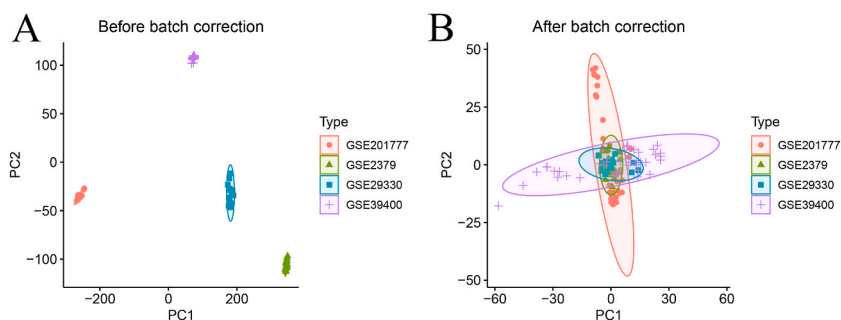 A
Before batch correction
100
50
0
−50
−100
PC2
−200
0
200
PC1
Type
GSE201777
GSE2379
GSE29330
GSE39400
B
After batch correction
50
25
0
−25
−50
PC2
−60
−30
0
30
60
PC1
Type
GSE201777
GSE2379
GSE29330
GSE39400